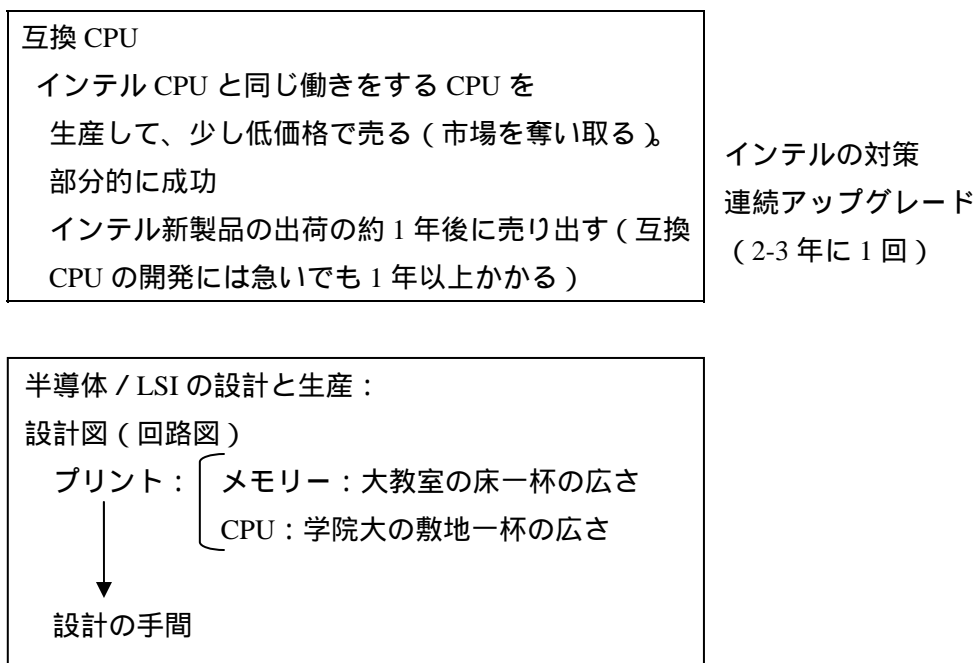 互換 CPU
インテル CPU と同じ働きをする CPU を
生産して、少し低価格で売る（市場を奪い取る）。
部分的に成功
インテル新製品の出荷の約 1 年後に売り出す（互換
CPU の開発には急いでも 1 年以上かかる）
インテルの対策
連続アップグレード
（2-3 年に 1 回）
半導体／LSI の設計と生産：
設計図（回路図）
プリント： メモリー：大教室の床一杯の広さ
CPU：学院大の敷地一杯の広さ
設計の手間